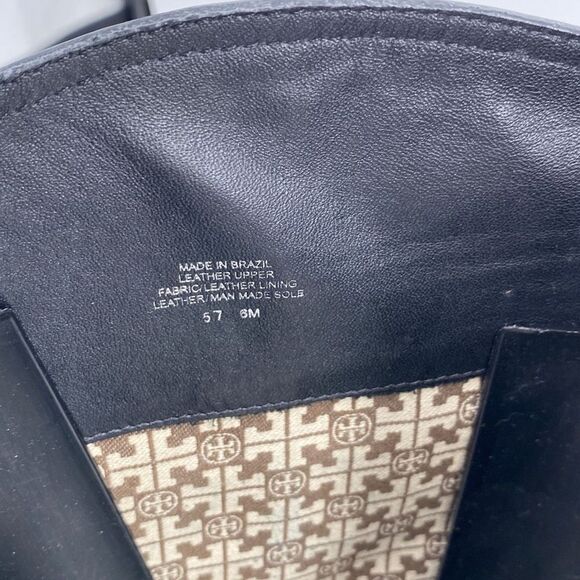 MADE IN BRAZIL
LEATHER UPPER
FABRIC/LEATHER LINING
LEATHER/MAN MADE SOLE
57 6M